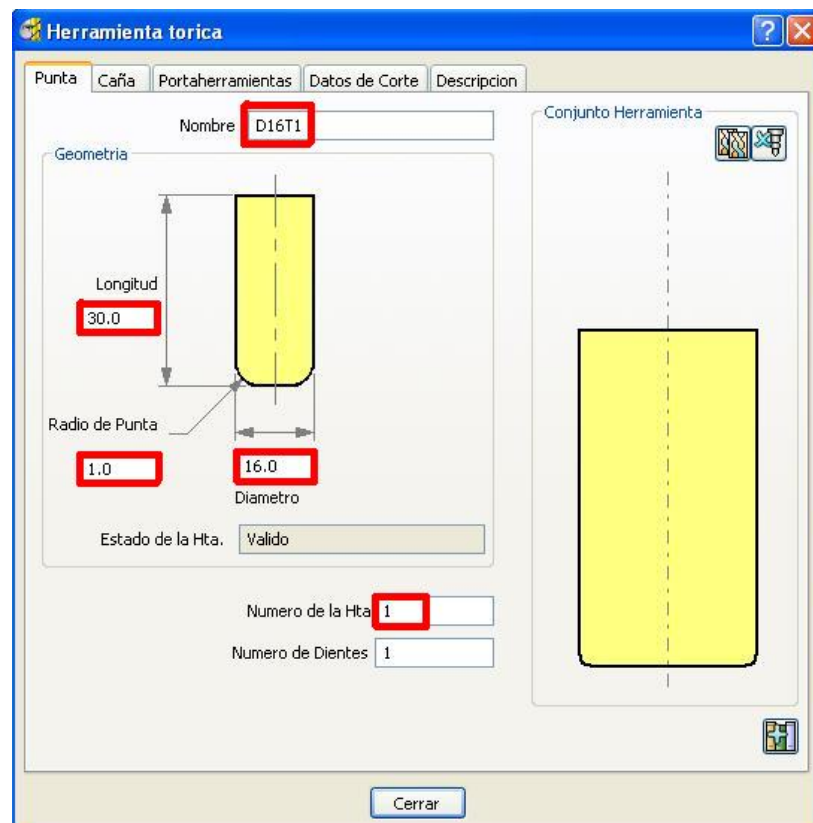 Herramienta torica
Punta Caña Portaherramientas Datos de Corte Descripcion
Nombre D16T1
Conjunto Herramienta
Geometria
Longitud
30.0
Radio de Punta
1.0 16.0
Diametro
Estado de la Hta. Valido
Numero de la Hta 1
Numero de Dientes 1
Cerrar